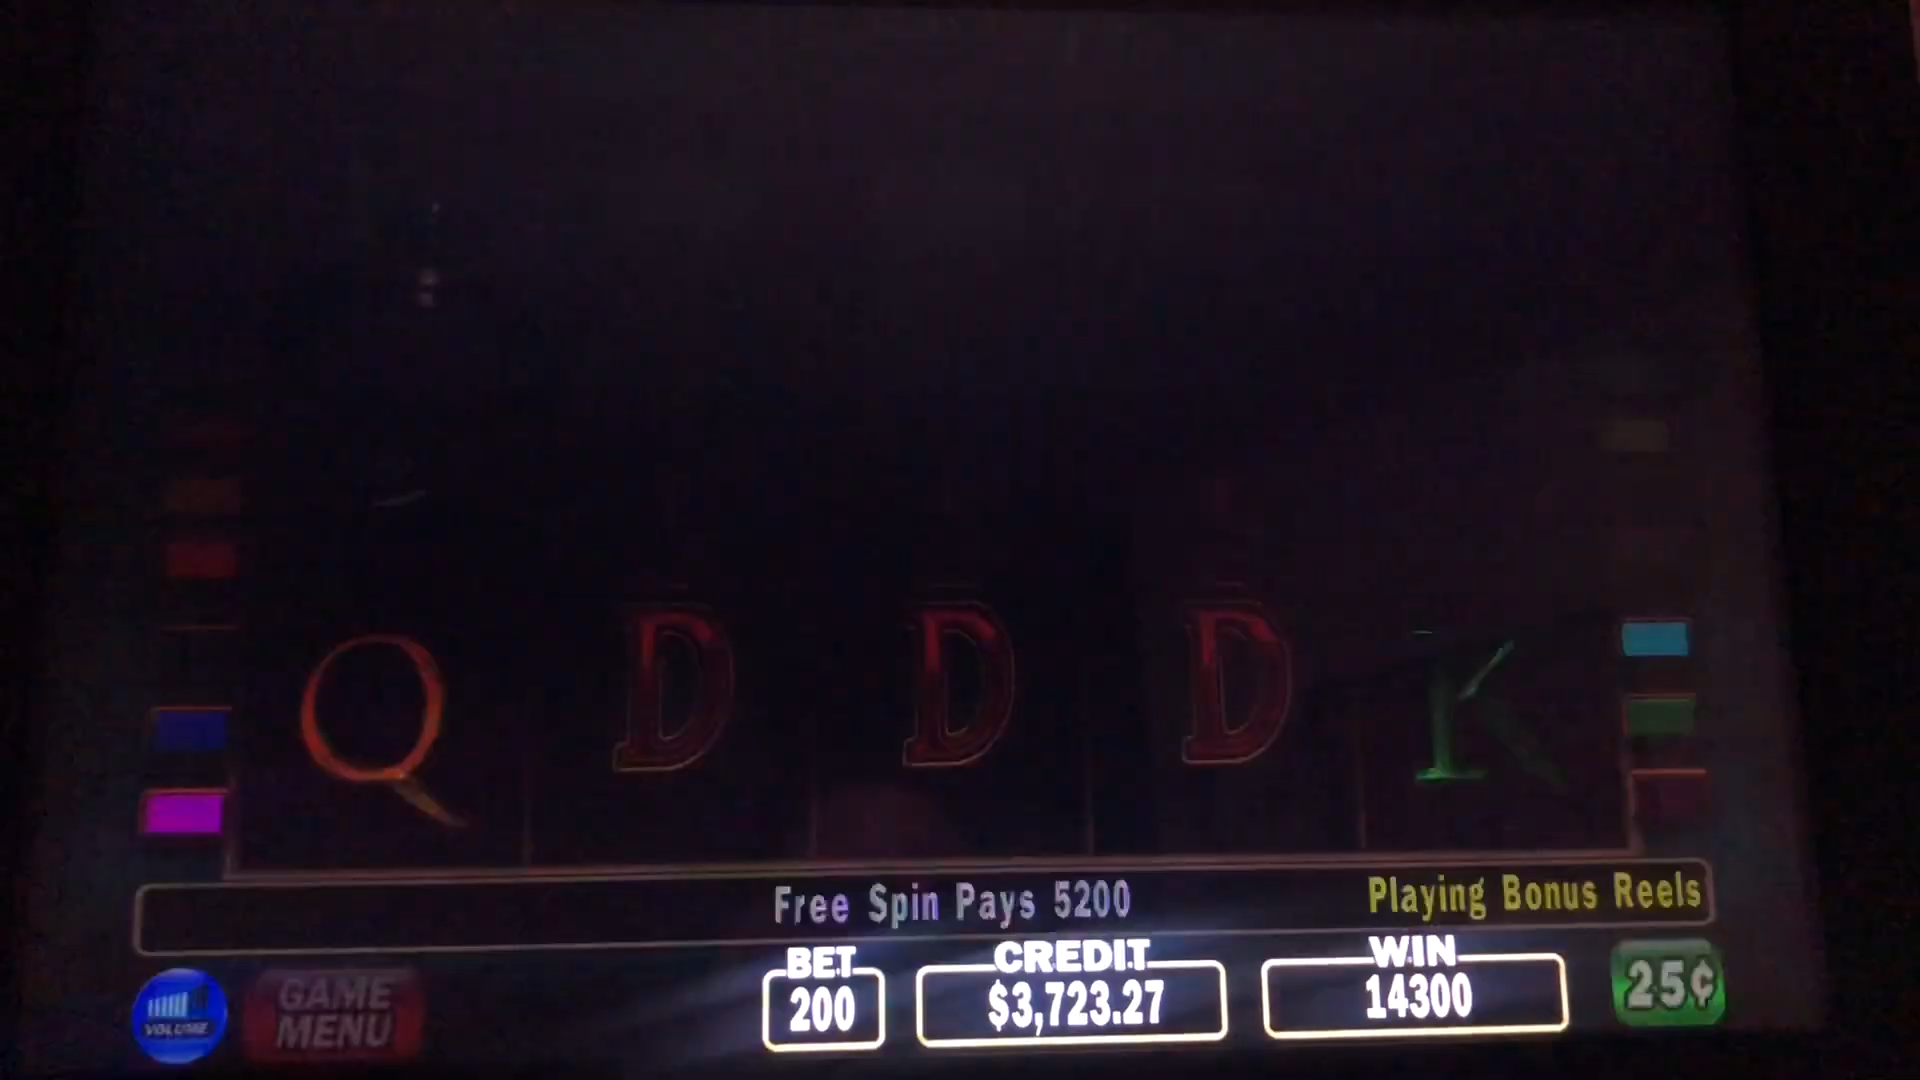 Q D D D K
Free Spin Pays 5200
Playing Bonus Reels
BET
200
CREDIT
$3,723.27
WIN
14300
25¢
VOLUME
GAME
MENU